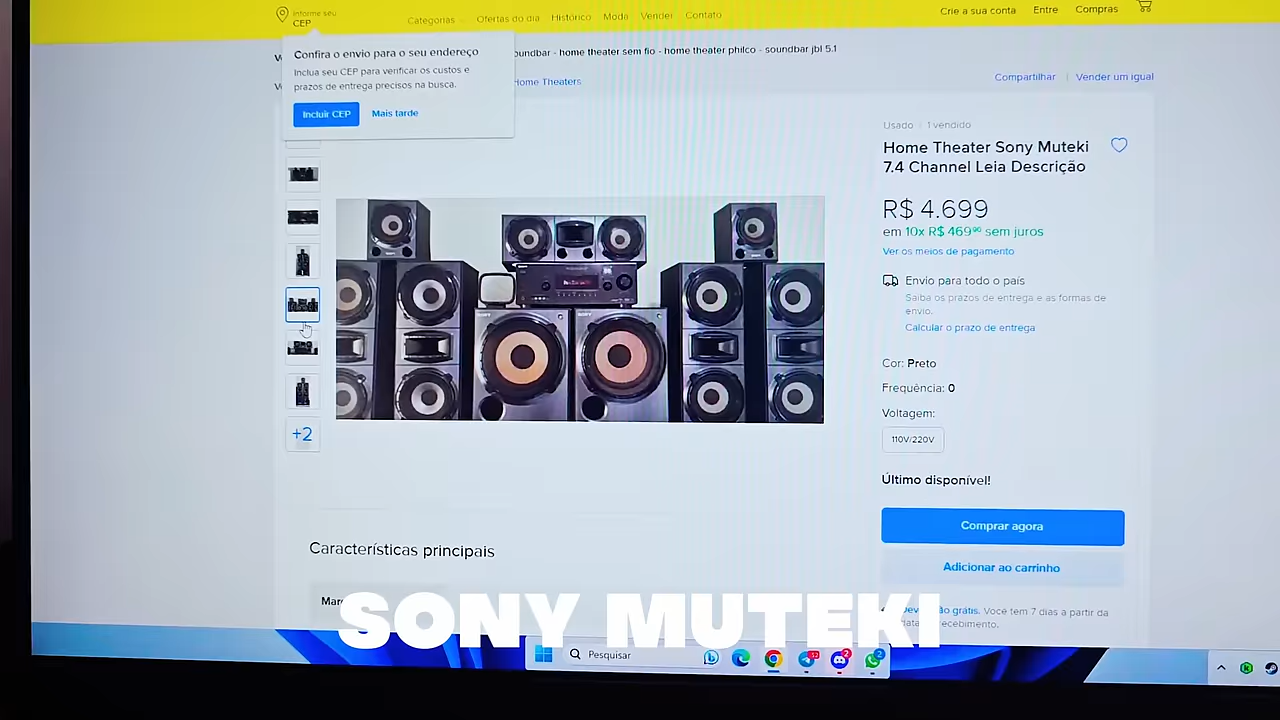 Informe seu
CEP
Categorias
Ofertas do dia
Histórico
Moda
Vender
Contato
Crie a sua conta
Entre
Compras
Confira o envio para o seu endereço
Inclua seu CEP para verificar os custos e
prazos de entrega precisos na busca.
Incluir CEP
Mais tarde
oundbar - home theater sem fio - home theater philco - soundbar jbl 5.1
Home Theaters
Compartilhar
Vender um igual
Usado
1 vendido
Home Theater Sony Muteki
7.4 Channel Leia Descrição
R$ 4.699
em 10x R$ 469⁹⁰ sem juros
Ver os meios de pagamento
Envio para todo o país
Saiba os prazos de entrega e as formas de
envio.
Calcular o prazo de entrega
Cor: Preto
Frequência: 0
Voltagem:
110V/220V
Último disponível!
Comprar agora
Adicionar ao carrinho
+2
Características principais
SONY MUTEKI
grátis. Você tem 7 dias a partir da
Pesquisar